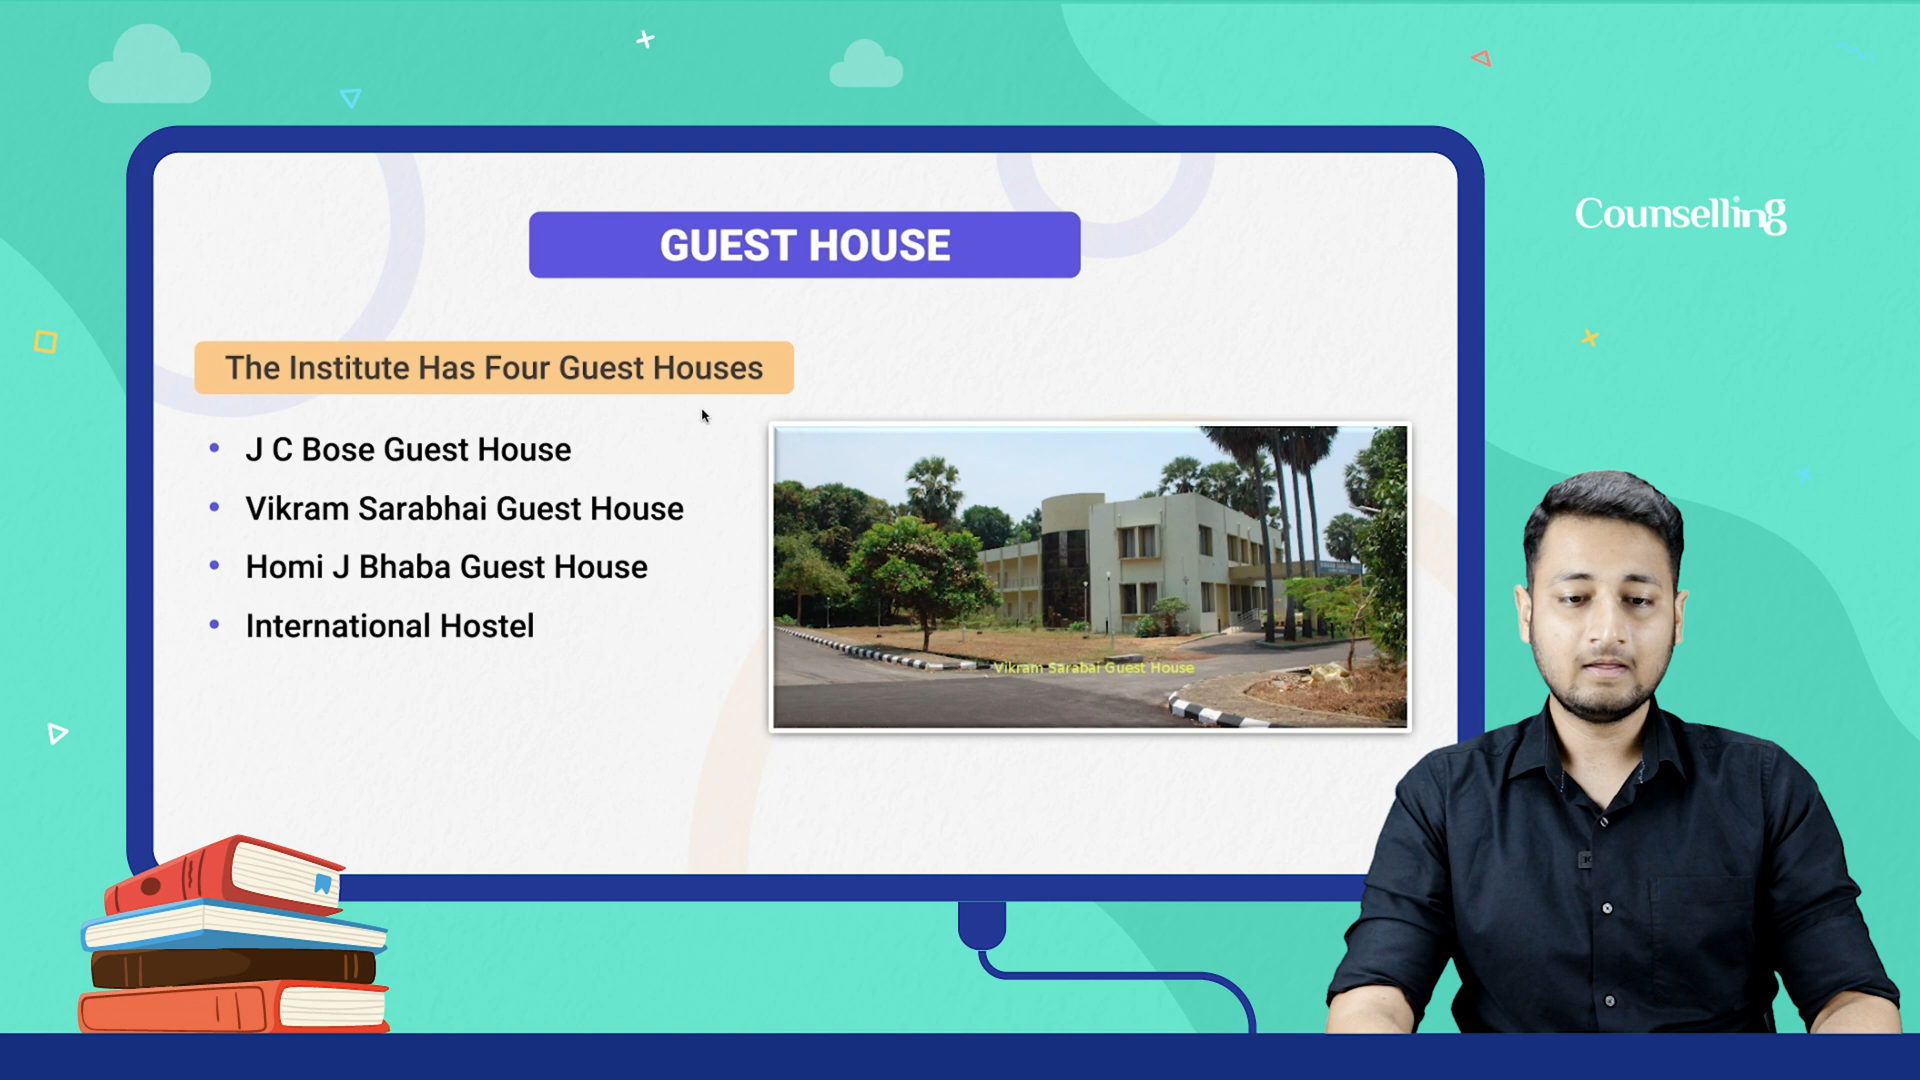 Counselling
GUEST HOUSE
The Institute Has Four Guest Houses
J C Bose Guest House
Vikram Sarabhai Guest House
Homi J Bhaba Guest House
International Hostel
Vikram Sarabai Guest House